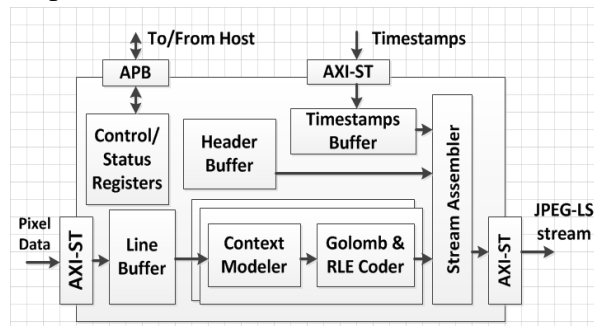 To/From Host
Timestamps
APB
AXI-ST
Control/
Status
Registers
Header
Buffer
Timestamps
Buffer
Stream Assembler
Pixel
Data
AXI-ST
Line
Buffer
Context
Modeler
Golomb &
RLE Coder
AXI-ST
JPEG-LS
stream